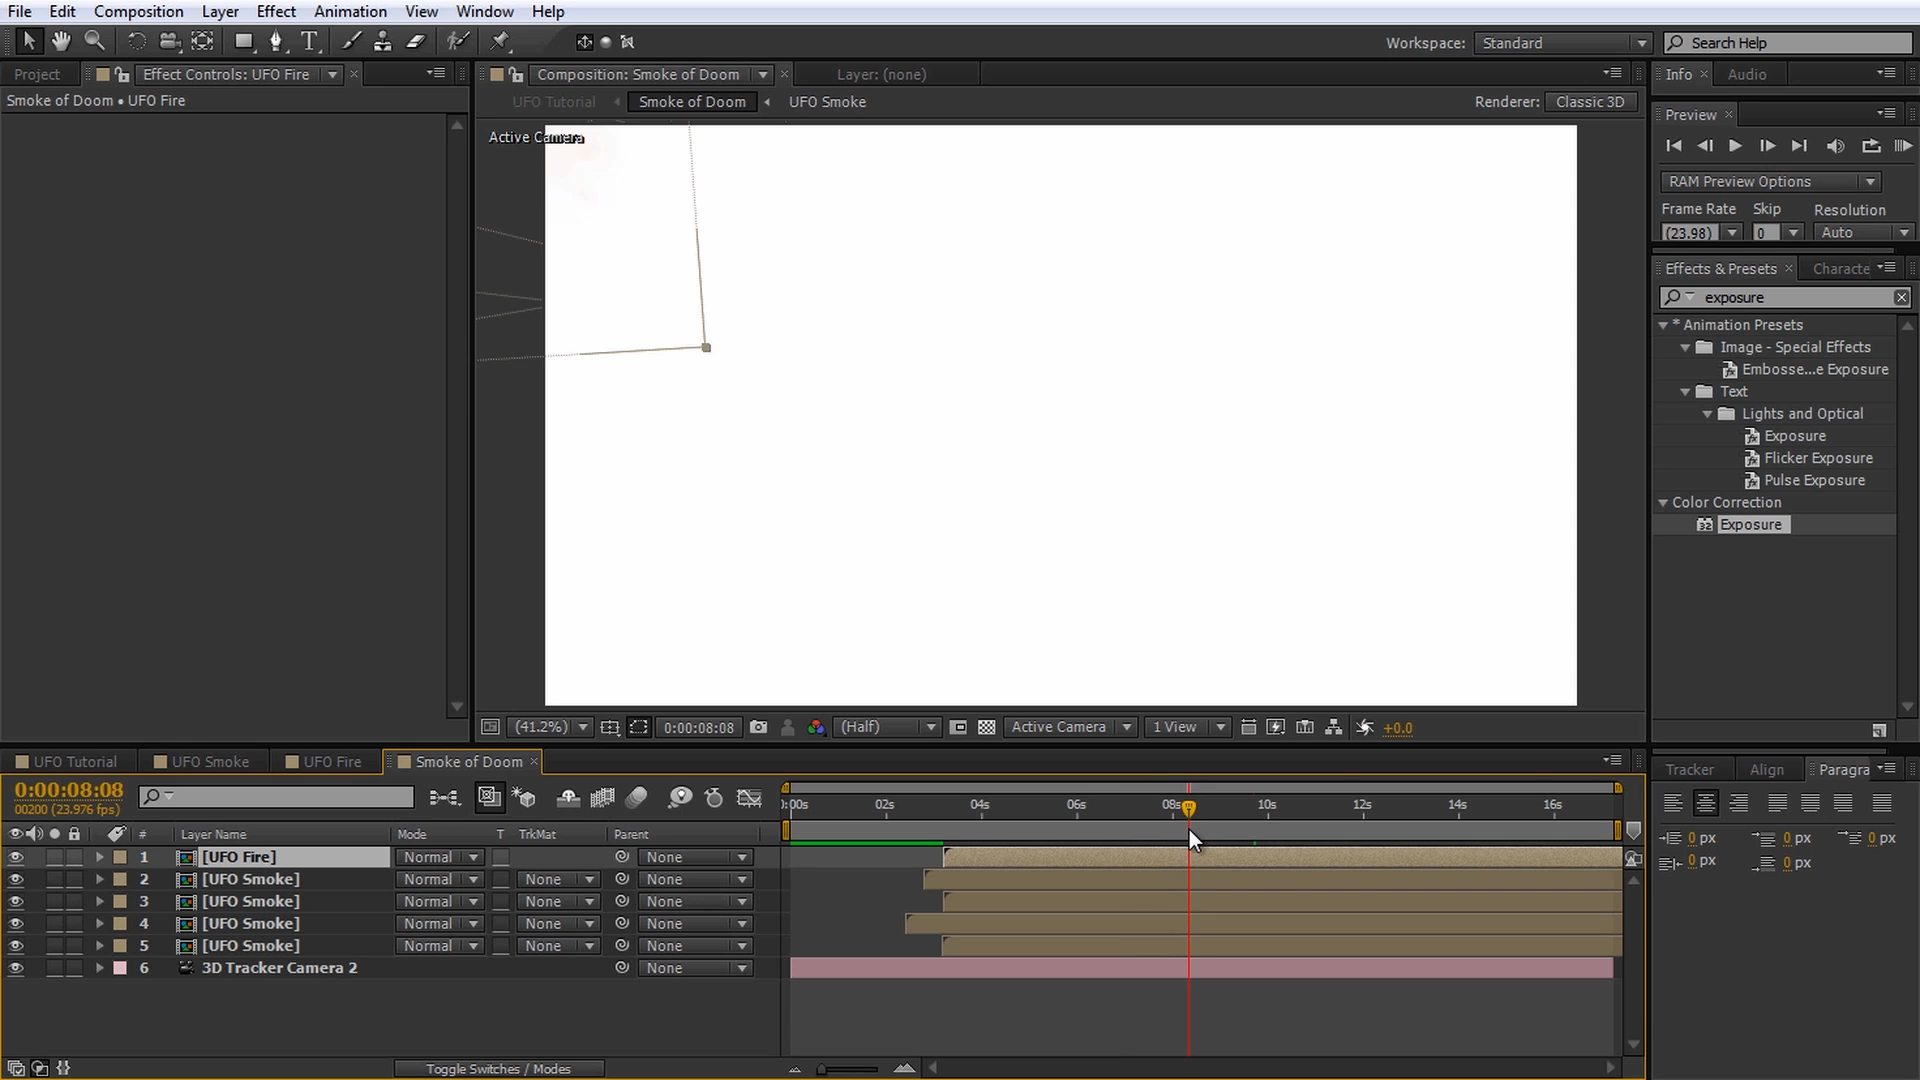 File Edit Composition Layer Effect Animation View Window Help
Workspace: Standard Search Help
Project Effect Controls: UFO Fire Composition: Smoke of Doom Layer: (none) Info Audio
Smoke of Doom • UFO Fire UFO Tutorial Smoke of Doom UFO Smoke Renderer: Classic 3D
Preview
Active Camera
RAM Preview Options
Frame Rate Skip Resolution
(23.98) 0 Auto
Effects & Presets Characte
exposure
* Animation Presets
Image - Special Effects
Embosse...e Exposure
Text
Lights and Optical
Exposure
Flicker Exposure
Pulse Exposure
Color Correction
32 Exposure
(41.2%) 0:00:08:08 (Half) Active Camera 1 View +0.0
UFO Tutorial UFO Smoke UFO Fire Smoke of Doom
Tracker Align Paragra
0:00:08:08
00200 (23.976 fps)
0:00s 02s 04s 06s 08s 10s 12s 14s 16s
# Layer Name Mode T TrkMat Parent
0 px 0 px 0 px
0 px 0 px
1 [UFO Fire] Normal None
2 [UFO Smoke] Normal None None
3 [UFO Smoke] Normal None None
4 [UFO Smoke] Normal None None
5 [UFO Smoke] Normal None None
6 3D Tracker Camera 2 None
Toggle Switches / Modes